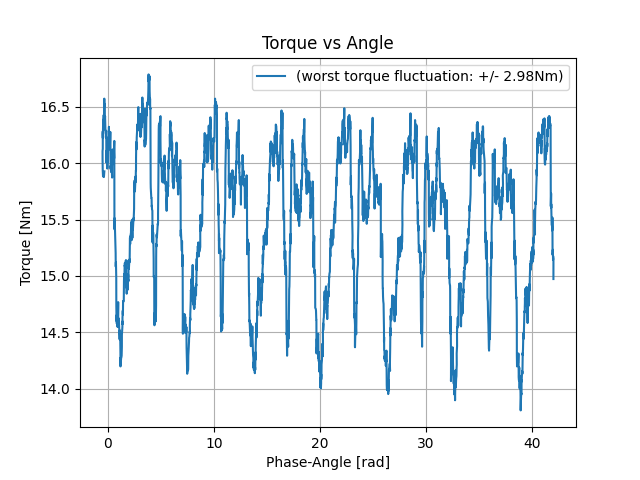 Torque vs Angle
(worst torque fluctuation: +/- 2.98Nm)
16.5
16.0
15.5
15.0
14.5
14.0
Torque [Nm]
0 10 20 30 40
Phase-Angle [rad]